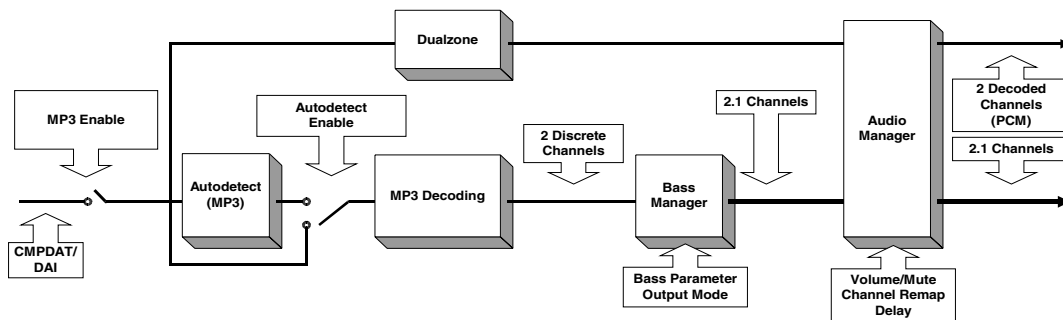 Dualzone
MP3 Enable
Autodetect
Enable
2 Discrete
Channels
2.1 Channels
Audio
Manager
2 Decoded
Channels
(PCM)
2.1 Channels
Autodetect
(MP3)
MP3 Decoding
Bass
Manager
CMPDAT/
DAI
Bass Parameter
Output Mode
Volume/Mute
Channel Remap
Delay